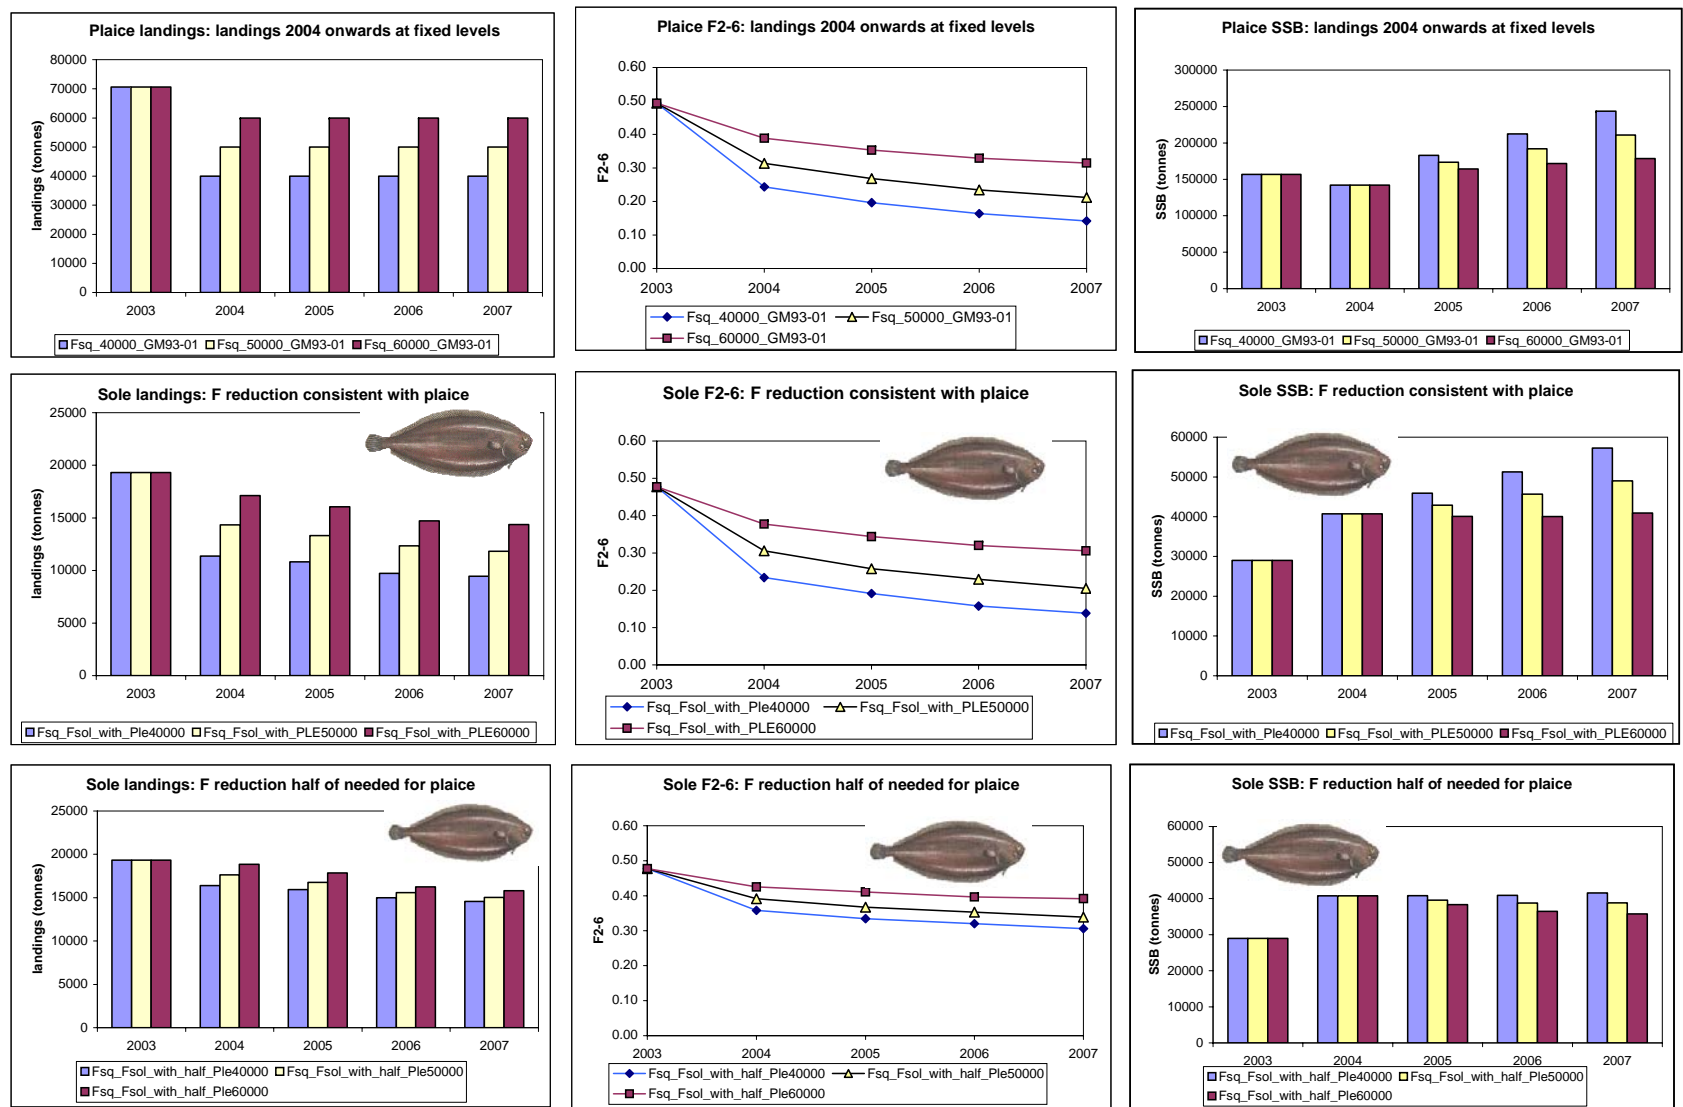 Plaice landings: landings 2004 onwards at fixed levels
80000
70000
60000
50000
40000
30000
20000
10000
0
landings (tonnes)
2003 2004 2005 2006 2007
Fsq_40000_GM93-01 Fsq_50000_GM93-01 Fsq_60000_GM93-01
Plaice F2-6: landings 2004 onwards at fixed levels
0.60
0.50
0.40
0.30
0.20
0.10
0.00
F2-6
2003 2004 2005 2006 2007
Fsq_40000_GM93-01 Fsq_50000_GM93-01
Fsq_60000_GM93-01
Plaice SSB: landings 2004 onwards at fixed levels
300000
250000
200000
150000
100000
50000
0
SSB (tonnes)
2003 2004 2005 2006 2007
Fsq_40000_GM93-01 Fsq_50000_GM93-01 Fsq_60000_GM93-01
Sole landings: F reduction consistent with plaice
25000
20000
15000
10000
5000
0
landings (tonnes)
2003 2004 2005 2006 2007
Fsq_Fsol_with_Ple40000 Fsq_Fsol_with_PLE50000 Fsq_Fsol_with_PLE60000
Sole F2-6: F reduction consistent with plaice
0.60
0.50
0.40
0.30
0.20
0.10
0.00
F2-6
2003 2004 2005 2006 2007
Fsq_Fsol_with_Ple40000 Fsq_Fsol_with_PLE50000
Fsq_Fsol_with_PLE60000
Sole SSB: F reduction consistent with plaice
60000
50000
40000
30000
20000
10000
0
SSB (tonnes)
2003 2004 2005 2006 2007
Fsq_Fsol_with_Ple40000 Fsq_Fsol_with_PLE50000 Fsq_Fsol_with_PLE60000
Sole landings: F reduction half of needed for plaice
25000
20000
15000
10000
5000
0
landings (tonnes)
2003 2004 2005 2006 2007
Fsq_Fsol_with_half_Ple40000 Fsq_Fsol_with_half_Ple50000
Fsq_Fsol_with_half_Ple60000
Sole F2-6: F reduction half of needed for plaice
0.60
0.50
0.40
0.30
0.20
0.10
0.00
F2-6
2003 2004 2005 2006 2007
Fsq_Fsol_with_half_Ple40000 Fsq_Fsol_with_half_Ple50000
Fsq_Fsol_with_half_Ple60000
Sole SSB: F reduction half of needed for plaice
60000
50000
40000
30000
20000
10000
0
SSB (tonnes)
2003 2004 2005 2006 2007
Fsq_Fsol_with_half_Ple40000 Fsq_Fsol_with_half_Ple50000
Fsq_Fsol_with_half_Ple60000